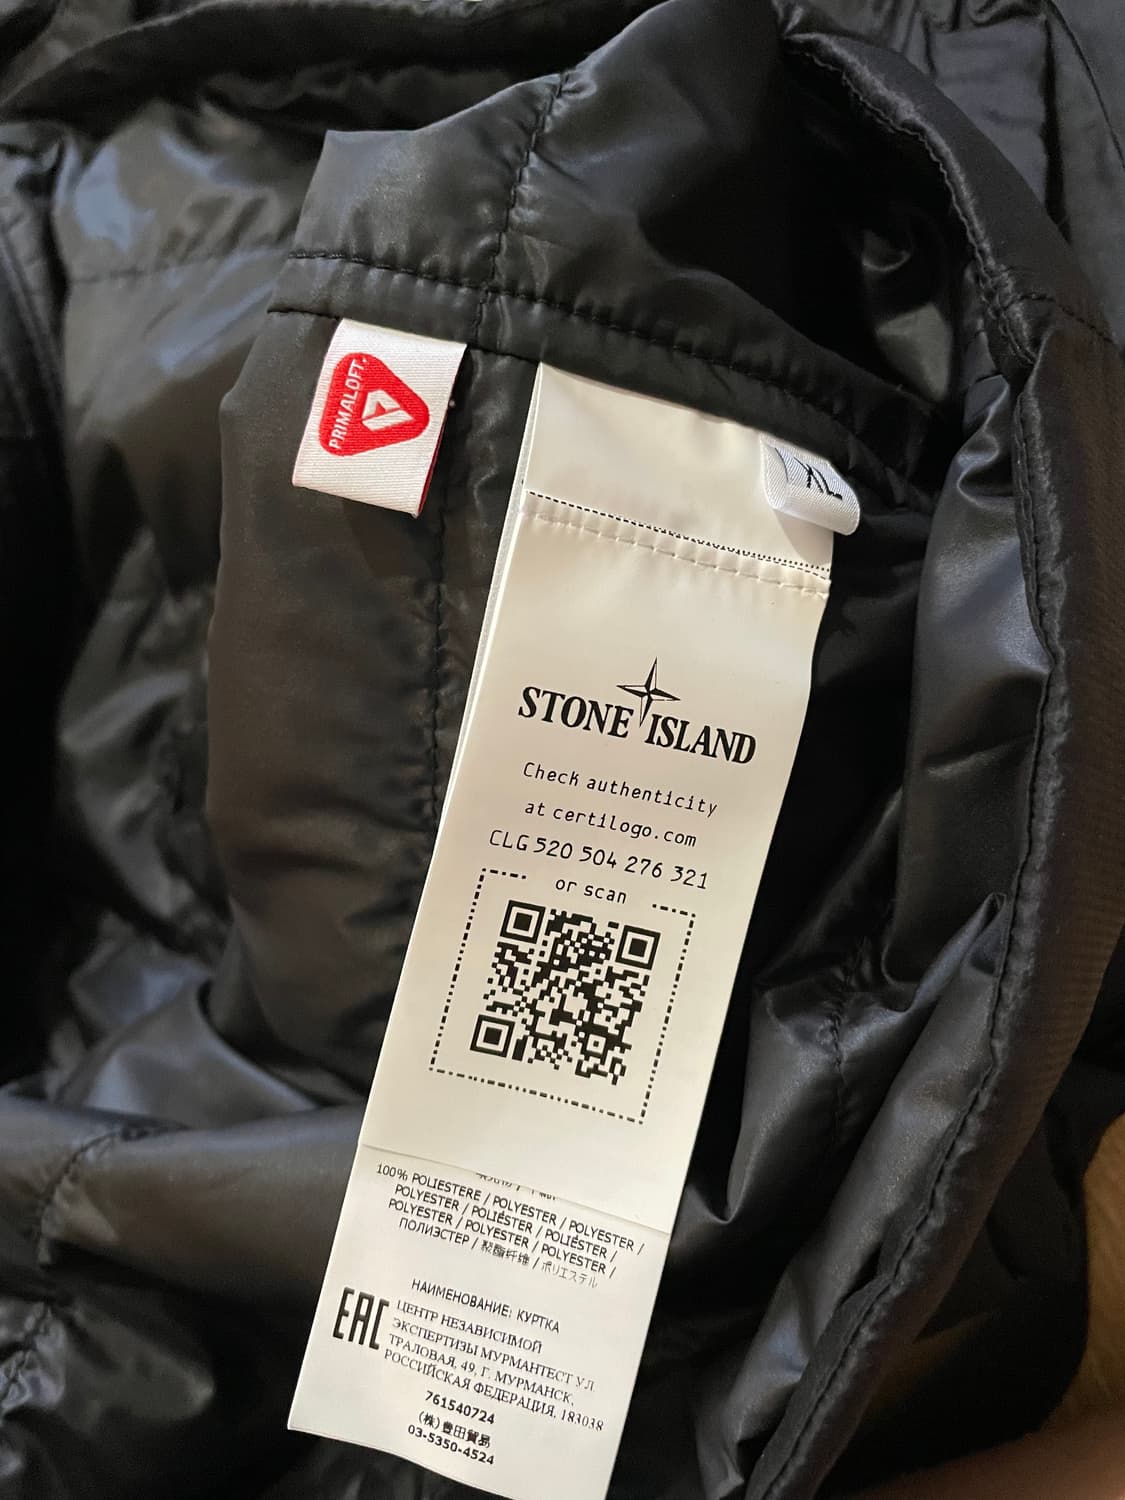 PRIMALOFT
XL
STONE ISLAND
Check authenticity
at certilogo.com
CLG 520 504 276 321
or scan
100% POLIESTERE / POLYESTER / POLYESTER /
POLYESTER / POLIÉSTER / POLIÉSTER /
POLYESTER / POLYESTER / POLYESTER /
ПОЛИЭСТЕР / 聚酯纤维 / ポリエステル
НАИМЕНОВАНИЕ: КУРТКА
EAC
ЦЕНТР НЕЗАВИСИМОЙ
ЭКСПЕРТИЗЫ МУРМАНТЕСТ УЛ
ТРАЛОВАЯ, 49, Г. МУРМАНСК,
РОССИЙСКАЯ ФЕДЕРАЦИЯ, 183038
761540724
(株)豊田貿易
03-5350-4524